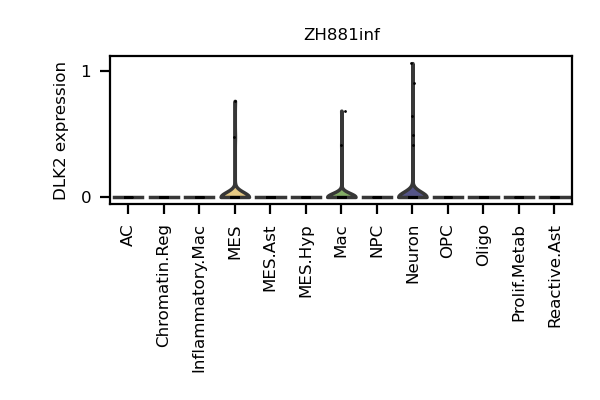 ZH881inf
DLK2 expression
1
0
AC
Chromatin.Reg
Inflammatory.Mac
MES
MES.Ast
MES.Hyp
Mac
NPC
Neuron
OPC
Oligo
Prolif.Metab
Reactive.Ast